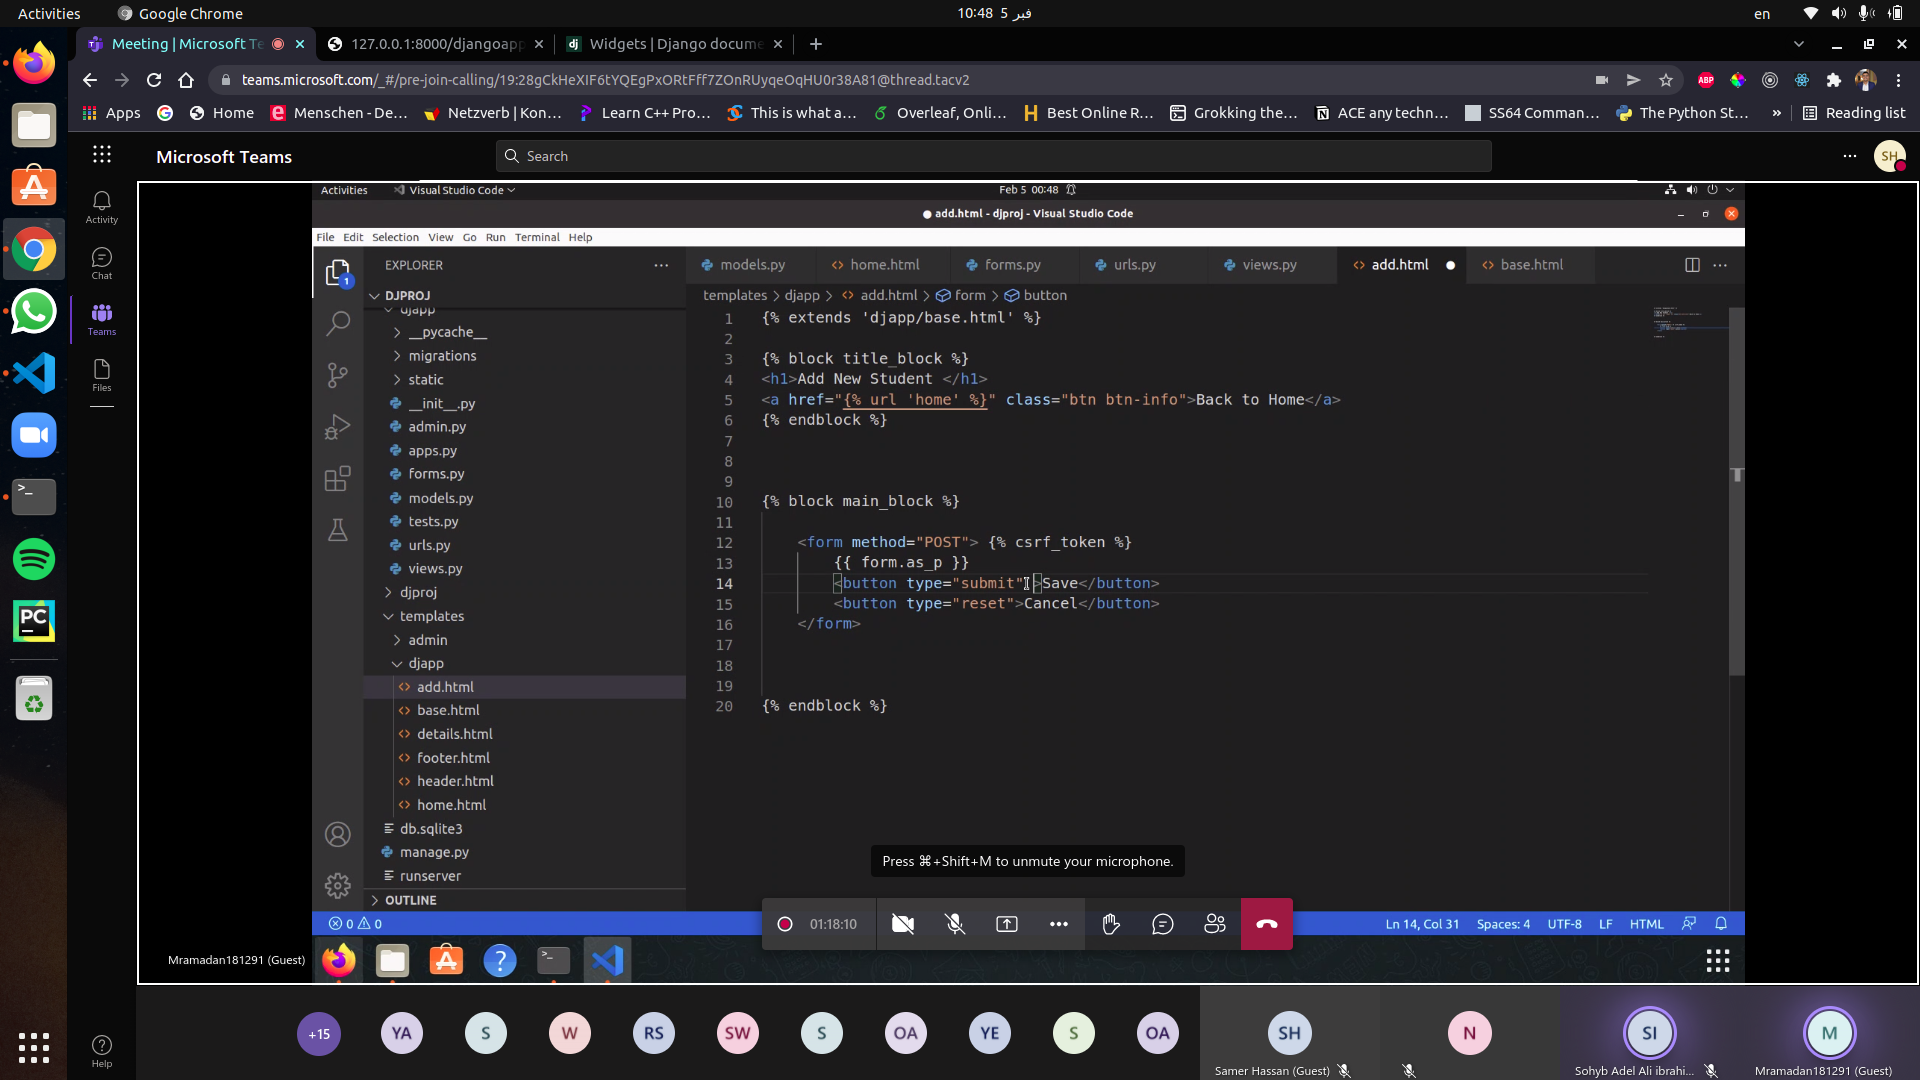 Activities
Google Chrome
10:48 5 فبر
en
Meeting | Microsoft Te
127.0.0.1:8000/djangoapp
Widgets | Django docume
teams.microsoft.com/_#/pre-join-calling/19:28gCkHeXIF6tYQEgPxORtFff7ZOnRUyqeOqHU0r38A81@thread.tacv2
ABP
Apps
Home
Menschen - De...
Netzverb | Kon...
Learn C++ Pro...
This is what a...
Overleaf, Onli...
Best Online R...
Grokking the...
ACE any techn...
SS64 Comman...
The Python St...
»
Reading list
Microsoft Teams
Search
SH
Activity
Chat
Teams
Files
Help
Activities
Visual Studio Code
Feb 5 00:48
● add.html - djproj - Visual Studio Code
File Edit Selection View Go Run Terminal Help
EXPLORER
models.py
home.html
forms.py
urls.py
views.py
add.html
base.html
1
DJPROJ
djapp
__pycache__
migrations
static
__init__.py
admin.py
apps.py
forms.py
models.py
tests.py
urls.py
views.py
djproj
templates
admin
djapp
add.html
base.html
details.html
footer.html
header.html
home.html
db.sqlite3
manage.py
runserver
OUTLINE
templates > djapp > add.html > form > button
1 {% extends 'djapp/base.html' %}
2
3 {% block title_block %}
4 <h1>Add New Student </h1>
5 <a href="{% url 'home' %}" class="btn btn-info">Back to Home</a>
6 {% endblock %}
7
8
9
10 {% block main_block %}
11
12 <form method="POST"> {% csrf_token %}
13 {{ form.as_p }}
14 <button type="submit" >Save</button>
15 <button type="reset">Cancel</button>
16 </form>
17
18
19
20 {% endblock %}
Press ⌘+Shift+M to unmute your microphone.
01:18:10
0 0
Ln 14, Col 31
Spaces: 4
UTF-8
LF
HTML
Mramadan181291 (Guest)
PC
+15
YA
S
W
RS
SW
S
OA
YE
S
OA
SH
N
SI
M
Samer Hassan (Guest)
Sohyb Adel Ali ibrahi...
Mramadan181291 (Guest)